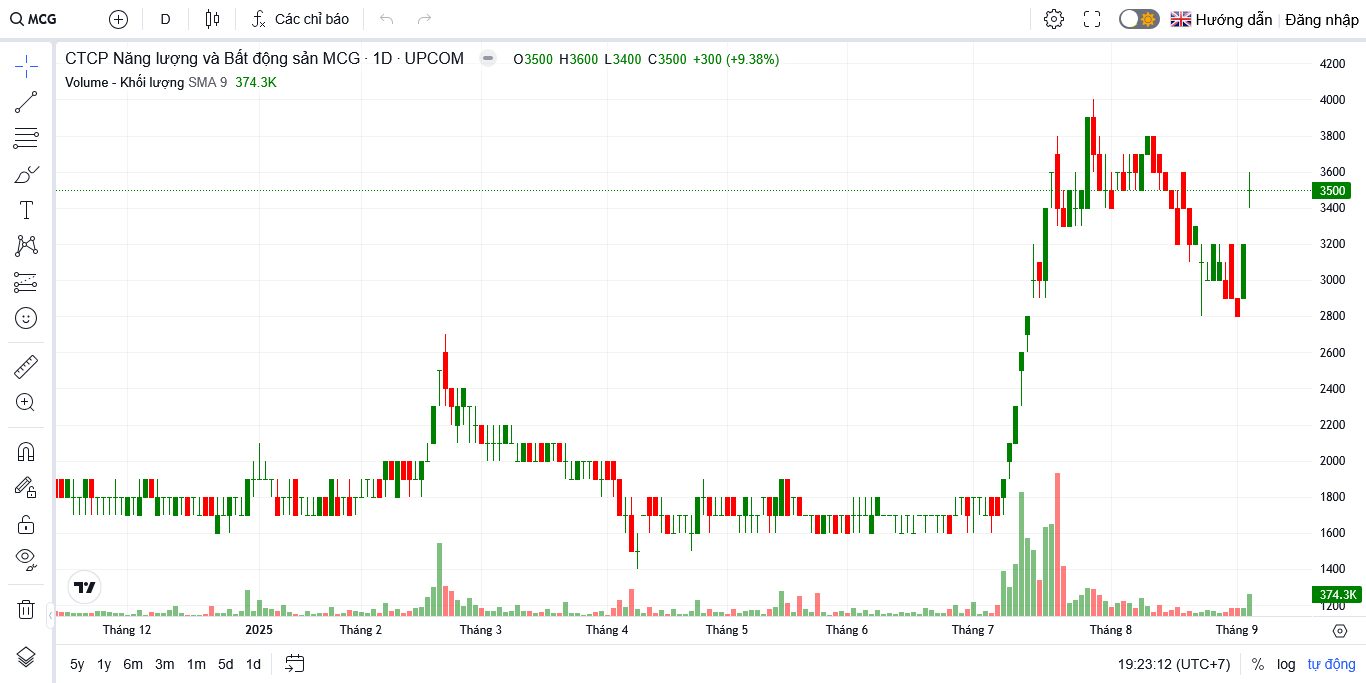 MCG D Các chỉ báo Hướng dẫn Đăng nhập
CTCP Năng lượng và Bất động sản MCG · 1D · UPCOM O3500 H3600 L3400 C3500 +300 (+9.38%)
Volume - Khối lượng SMA 9 374.3K
4200
4000
3800
3600
3500
3400
3200
3000
2800
2600
2400
2200
2000
1800
1600
1400
374.3K
1200
Tháng 12 2025 Tháng 2 Tháng 3 Tháng 4 Tháng 5 Tháng 6 Tháng 7 Tháng 8 Tháng 9
5y 1y 6m 3m 1m 5d 1d 19:23:12 (UTC+7) % log tự động